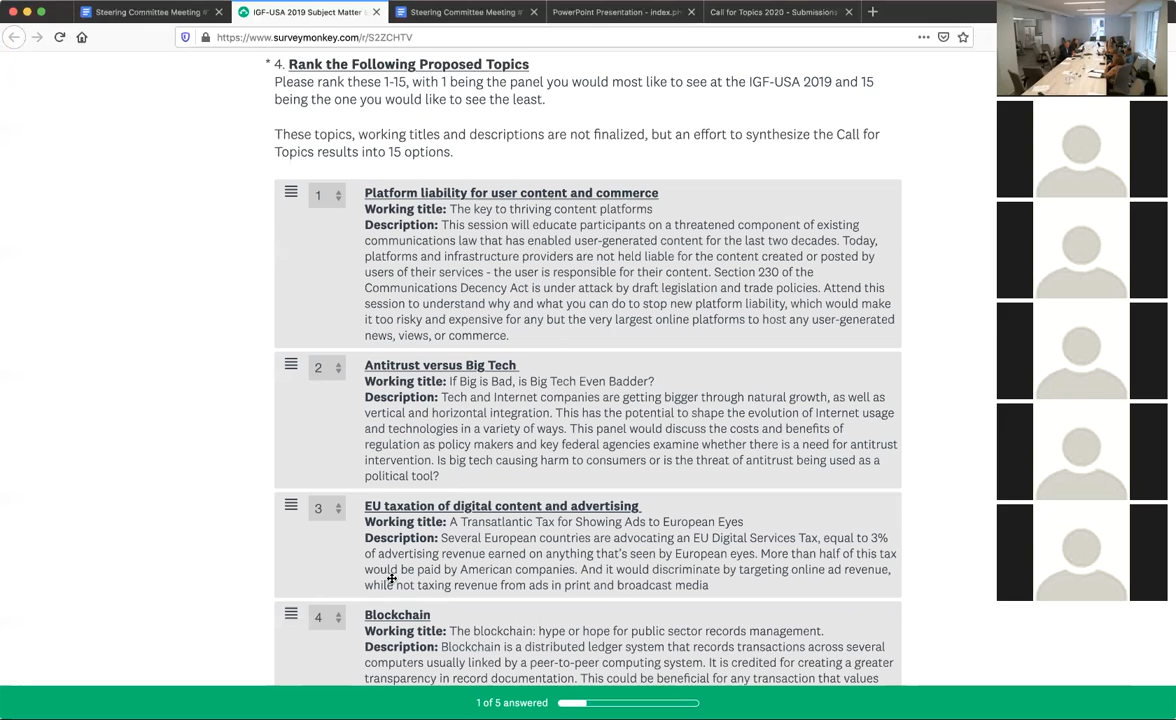 Steering Committee Meeting #
IGF-USA 2019 Subject Matter &
Steering Committee Meeting #
PowerPoint Presentation - index.ph
Call for Topics 2020 - Submissions
https://www.surveymonkey.com/r/S2ZCHTV
* 4. Rank the Following Proposed Topics
Please rank these 1-15, with 1 being the panel you would most like to see at the IGF-USA 2019 and 15
being the one you would like to see the least.
These topics, working titles and descriptions are not finalized, but an effort to synthesize the Call for
Topics results into 15 options.
1
Platform liability for user content and commerce
Working title: The key to thriving content platforms
Description: This session will educate participants on a threatened component of existing
communications law that has enabled user-generated content for the last two decades. Today,
platforms and infrastructure providers are not held liable for the content created or posted by
users of their services - the user is responsible for their content. Section 230 of the
Communications Decency Act is under attack by draft legislation and trade policies. Attend this
session to understand why and what you can do to stop new platform liability, which would make
it too risky and expensive for any but the very largest online platforms to host any user-generated
news, views, or commerce.
2
Antitrust versus Big Tech
Working title: If Big is Bad, is Big Tech Even Badder?
Description: Tech and Internet companies are getting bigger through natural growth, as well as
vertical and horizontal integration. This has the potential to shape the evolution of Internet usage
and technologies in a variety of ways. This panel would discuss the costs and benefits of
regulation as policy makers and key federal agencies examine whether there is a need for antitrust
intervention. Is big tech causing harm to consumers or is the threat of antitrust being used as a
political tool?
3
EU taxation of digital content and advertising
Working title: A Transatlantic Tax for Showing Ads to European Eyes
Description: Several European countries are advocating an EU Digital Services Tax, equal to 3%
of advertising revenue earned on anything that's seen by European eyes. More than half of this tax
would be paid by American companies. And it would discriminate by targeting online ad revenue,
while not taxing revenue from ads in print and broadcast media
4
Blockchain
Working title: The blockchain: hype or hope for public sector records management.
Description: Blockchain is a distributed ledger system that records transactions across several
computers usually linked by a peer-to-peer computing system. It is credited for creating a greater
transparency in record documentation. This could be beneficial for any transaction that values
1 of 5 answered